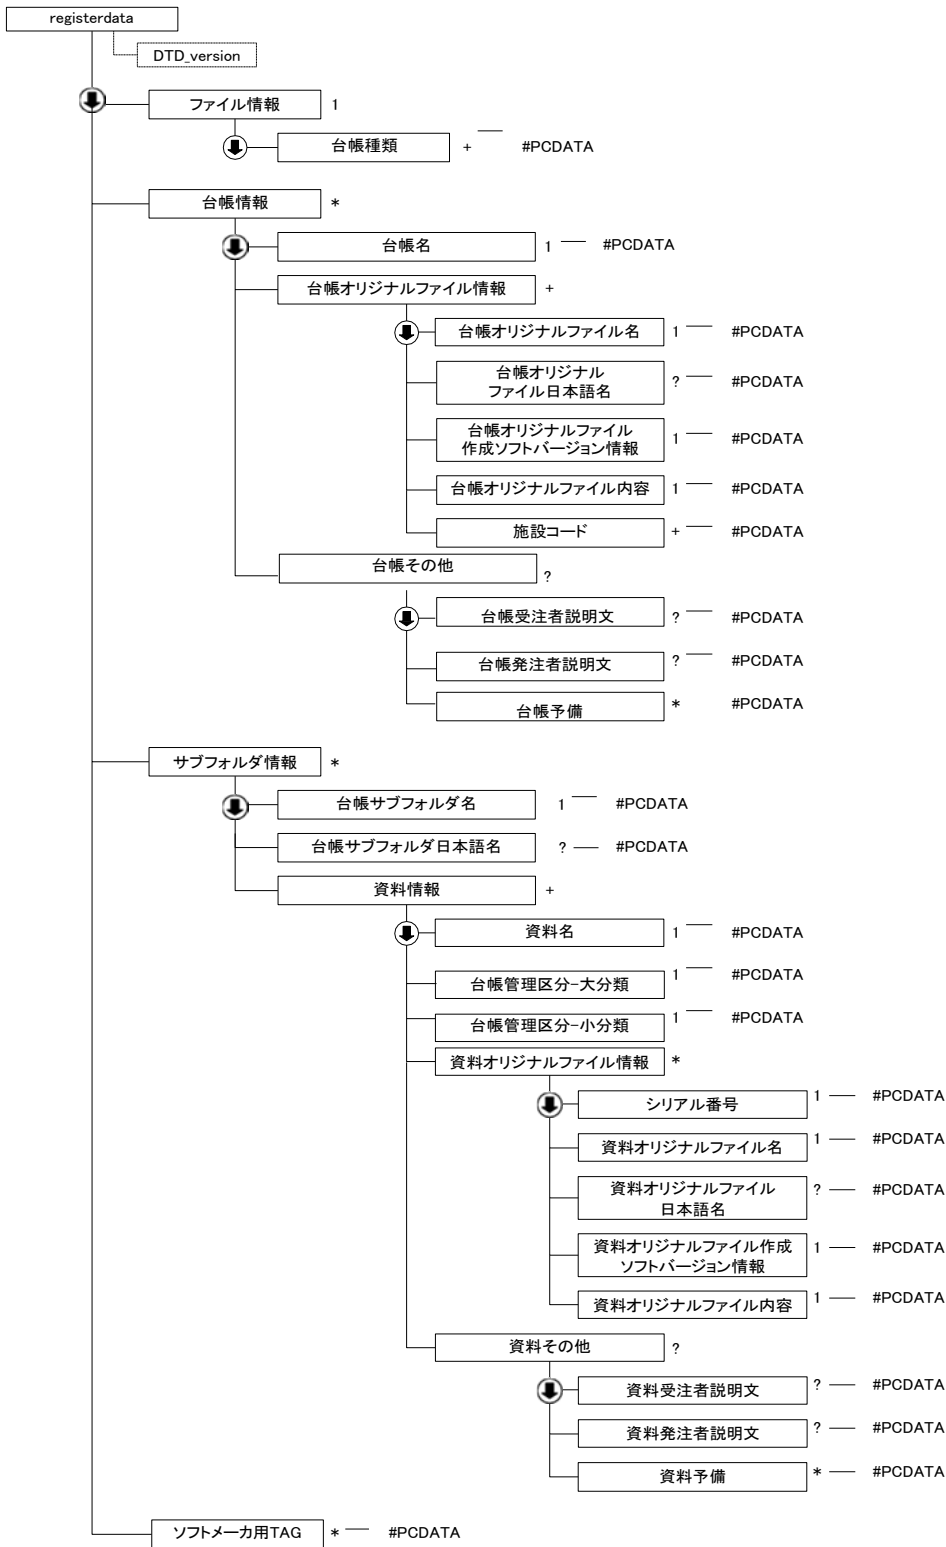 registerdata
DTD_version
ファイル情報 1
台帳種類 + #PCDATA
台帳情報 *
台帳名 1 #PCDATA
台帳オリジナルファイル情報 +
台帳オリジナルファイル名 1 #PCDATA
台帳オリジナル
ファイル日本語名 ? #PCDATA
台帳オリジナルファイル
作成ソフトバージョン情報 1 #PCDATA
台帳オリジナルファイル内容 1 #PCDATA
施設コード + #PCDATA
台帳その他 ?
台帳受注者説明文 ? #PCDATA
台帳発注者説明文 ? #PCDATA
台帳予備 * #PCDATA
サブフォルダ情報 *
台帳サブフォルダ名 1 #PCDATA
台帳サブフォルダ日本語名 ? #PCDATA
資料情報 +
資料名 1 #PCDATA
台帳管理区分-大分類 1 #PCDATA
台帳管理区分-小分類 1 #PCDATA
資料オリジナルファイル情報 *
シリアル番号 1 #PCDATA
資料オリジナルファイル名 1 #PCDATA
資料オリジナルファイル
日本語名 ? #PCDATA
資料オリジナルファイル作成
ソフトバージョン情報 1 #PCDATA
資料オリジナルファイル内容 1 #PCDATA
資料その他 ?
資料受注者説明文 ? #PCDATA
資料発注者説明文 ? #PCDATA
資料予備 * #PCDATA
ソフトメーカ用TAG * #PCDATA